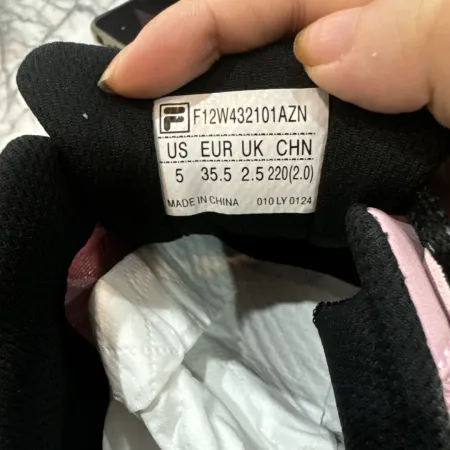 F F12W432101AZN
US EUR UK CHN
5 35.5 2.5 220(2.0)
MADE IN CHINA 010 LY 0124